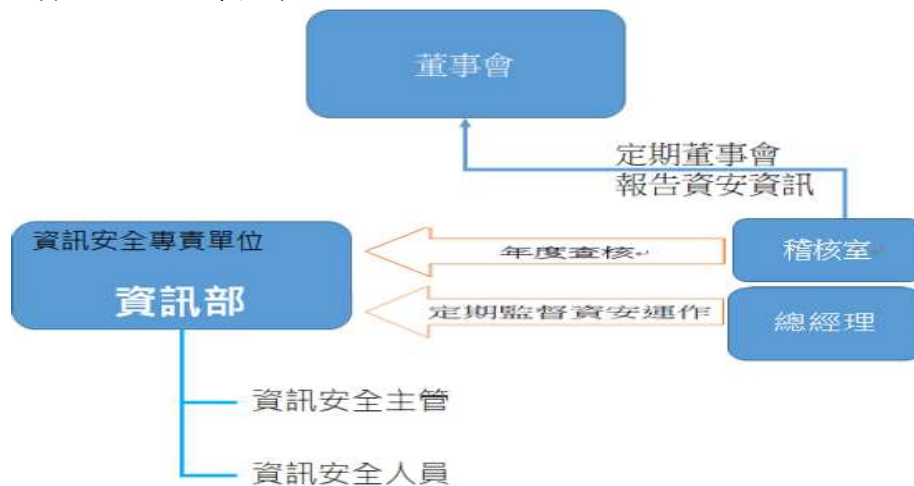 董事會
定期董事會
報告資安資訊
資訊安全專責單位
資訊部
年度查核
稽核室
定期監督資安運作
總經理
資訊安全主管
資訊安全人員